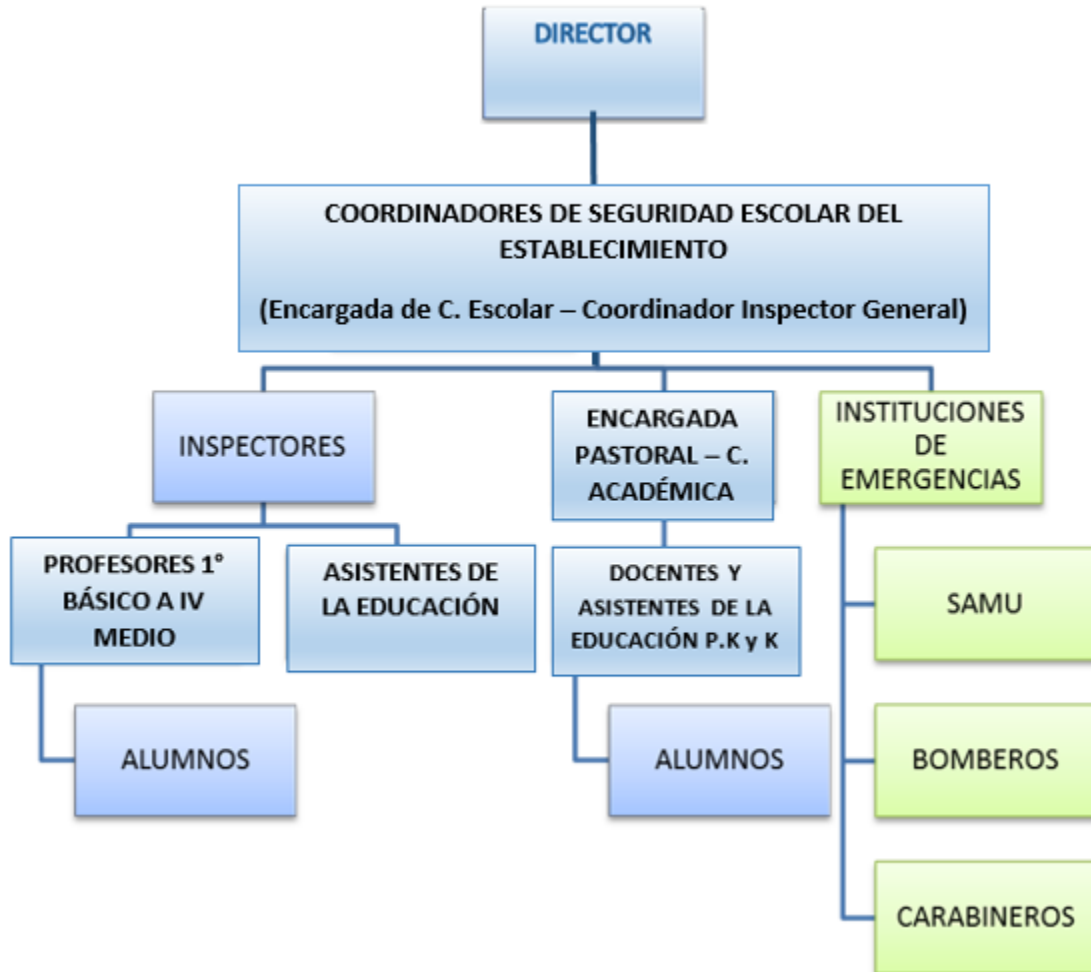 DIRECTOR
COORDINADORES DE SEGURIDAD ESCOLAR DEL
ESTABLECIMIENTO
(Encargada de C. Escolar – Coordinador Inspector General)
INSPECTORES
ENCARGADA
PASTORAL – C.
ACADÉMICA
INSTITUCIONES
DE
EMERGENCIAS
PROFESORES 1°
BÁSICO A IV
MEDIO
ASISTENTES DE
LA EDUCACIÓN
DOCENTES Y
ASISTENTES DE LA
EDUCACIÓN P.K y K
SAMU
ALUMNOS
ALUMNOS
BOMBEROS
CARABINEROS